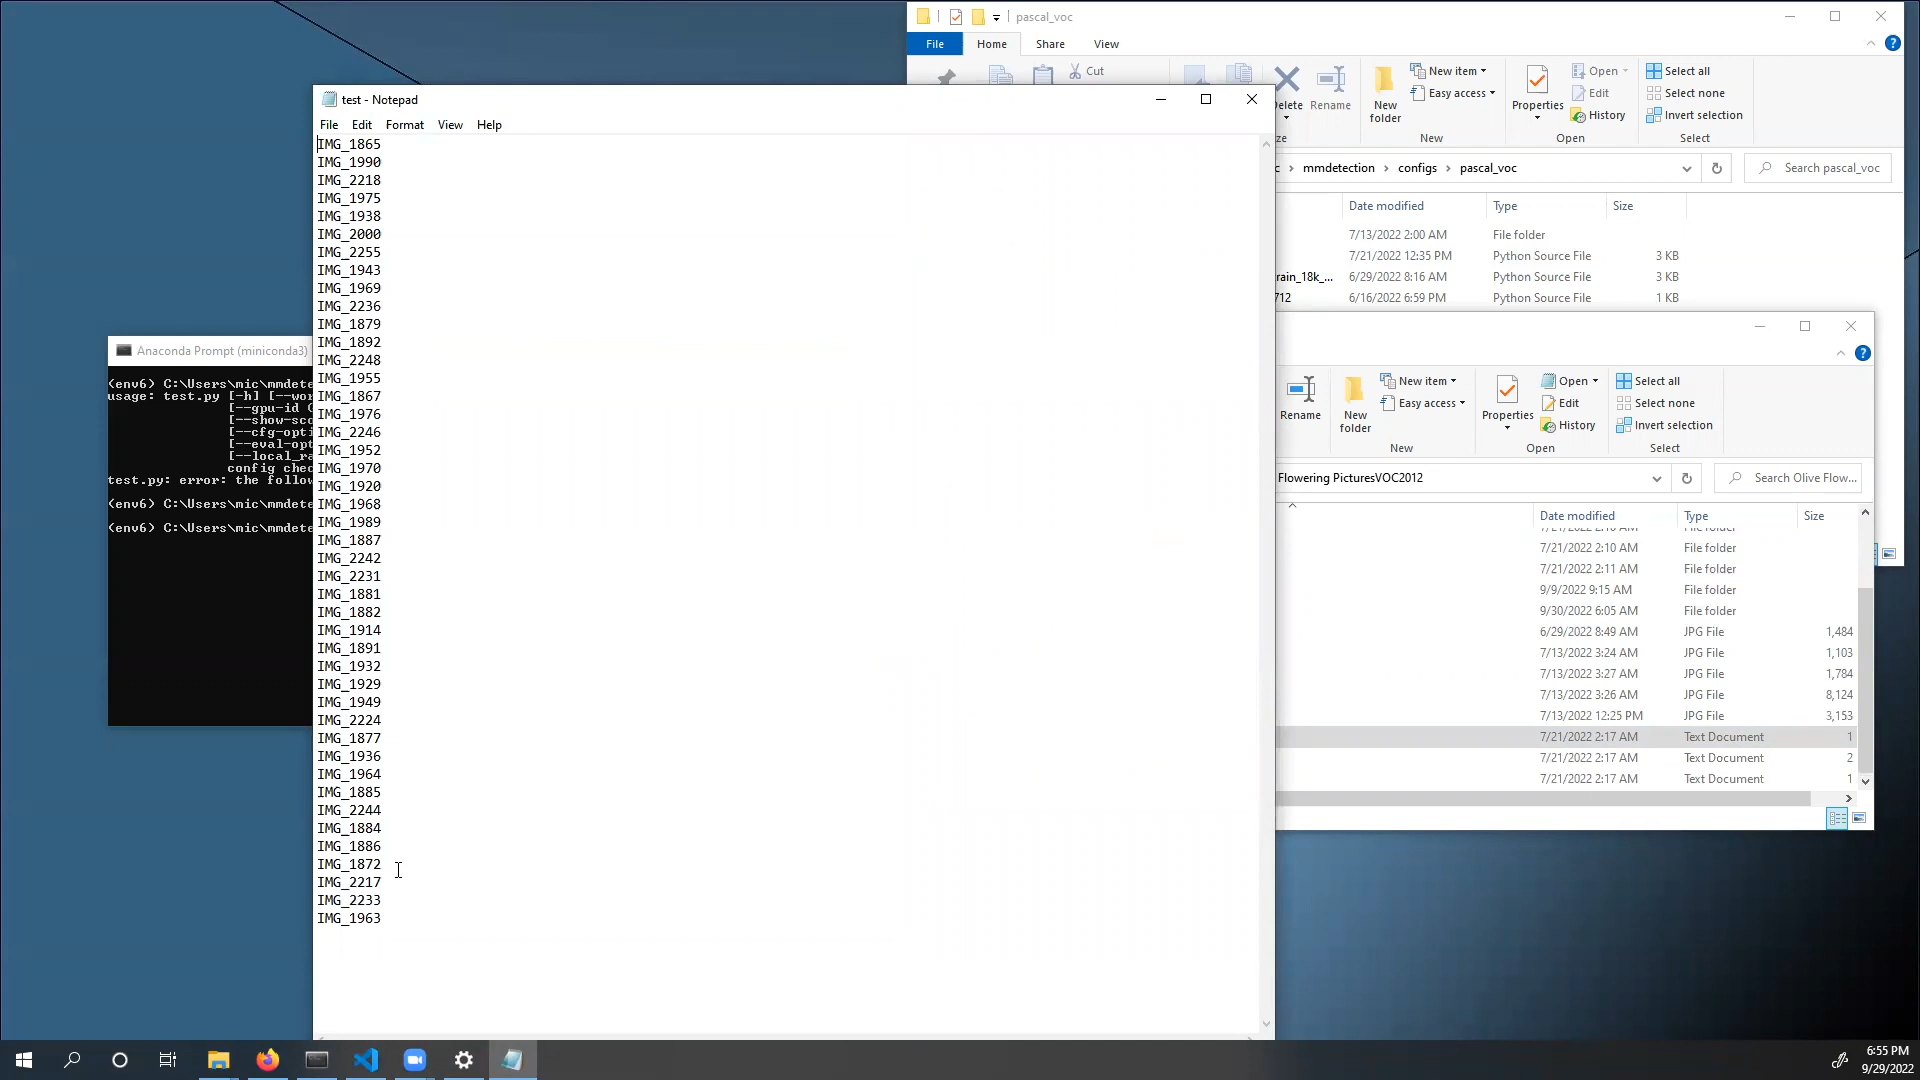 pascal_voc
File
Home
Share
View
Cut
Delete
Rename
New folder
New item
Easy access
New
Properties
Open
Edit
History
Open
Select all
Select none
Invert selection
Select
mmdetection
configs
pascal_voc
Search pascal_voc
Date modified
Type
Size
7/13/2022 2:00 AM
File folder
7/21/2022 12:35 PM
Python Source File
3 KB
rain_18k_...
6/29/2022 8:16 AM
Python Source File
3 KB
712
6/16/2022 6:59 PM
Python Source File
1 KB
test - Notepad
File
Edit
Format
View
Help
IMG_1865
IMG_1990
IMG_2218
IMG_1975
IMG_1938
IMG_2000
IMG_2255
IMG_1943
IMG_1969
IMG_2236
IMG_1879
IMG_1892
IMG_2248
IMG_1955
IMG_1867
IMG_1976
IMG_2246
IMG_1952
IMG_1970
IMG_1920
IMG_1968
IMG_1989
IMG_1887
IMG_2242
IMG_2231
IMG_1881
IMG_1882
IMG_1914
IMG_1891
IMG_1932
IMG_1929
IMG_1949
IMG_2224
IMG_1877
IMG_1936
IMG_1964
IMG_1885
IMG_2244
IMG_1884
IMG_1886
IMG_1872
IMG_2217
IMG_2233
IMG_1963
Anaconda Prompt (miniconda3)
(env6) C:\Users\mic\mmdete
usage: test.py [-h] [--wor
[--gpu-id 
[--show-sco
[--cfg-opti
[--eval-opt
[--local_ra
config chec
test.py: error: the follow
(env6) C:\Users\mic\mmdete
(env6) C:\Users\mic\mmdete
Rename
New folder
New item
Easy access
New
Properties
Open
Edit
History
Open
Select all
Select none
Invert selection
Select
Flowering PicturesVOC2012
Search Olive Flow...
Date modified
Type
Size
7/21/2022 2:10 AM
File folder
7/21/2022 2:11 AM
File folder
9/9/2022 9:15 AM
File folder
9/30/2022 6:05 AM
File folder
6/29/2022 8:49 AM
JPG File
1,484
7/13/2022 3:24 AM
JPG File
1,103
7/13/2022 3:27 AM
JPG File
1,784
7/13/2022 3:26 AM
JPG File
8,124
7/13/2022 12:25 PM
JPG File
3,153
7/21/2022 2:17 AM
Text Document
1
7/21/2022 2:17 AM
Text Document
2
7/21/2022 2:17 AM
Text Document
1
6:55 PM
9/29/2022